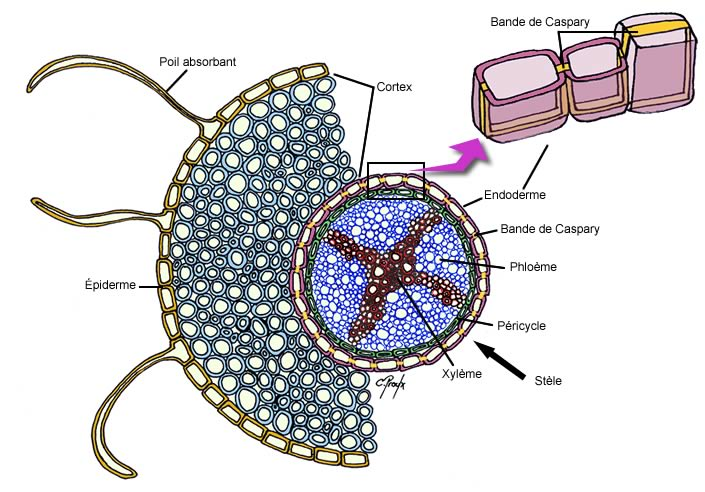 Bande de Caspary
Poil absorbant
Cortex
Endoderme
Bande de Caspary
Phloème
Épiderme
Péricycle
Xylème
Stèle